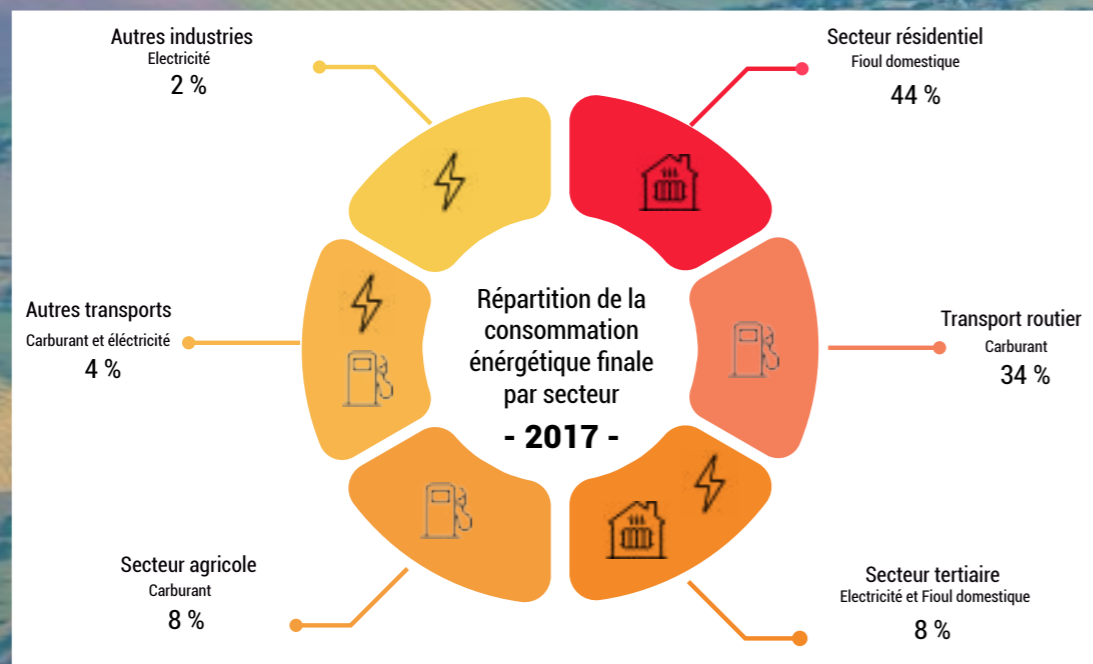 Autres industries
Electricité
2 %
Secteur résidentiel
Fioul domestique
44 %
Autres transports
Carburant et éléctricité
4 %
Répartition de la
consommation
énérgétique finale
par secteur
- 2017 -
Transport routier
Carburant
34 %
Secteur agricole
Carburant
8 %
Secteur tertiaire
Electricité et Fioul domestique
8 %